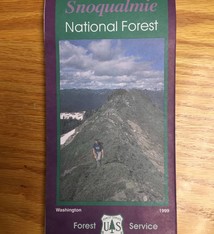 Snoqualmie
National Forest
Washington 1999
Forest US Service